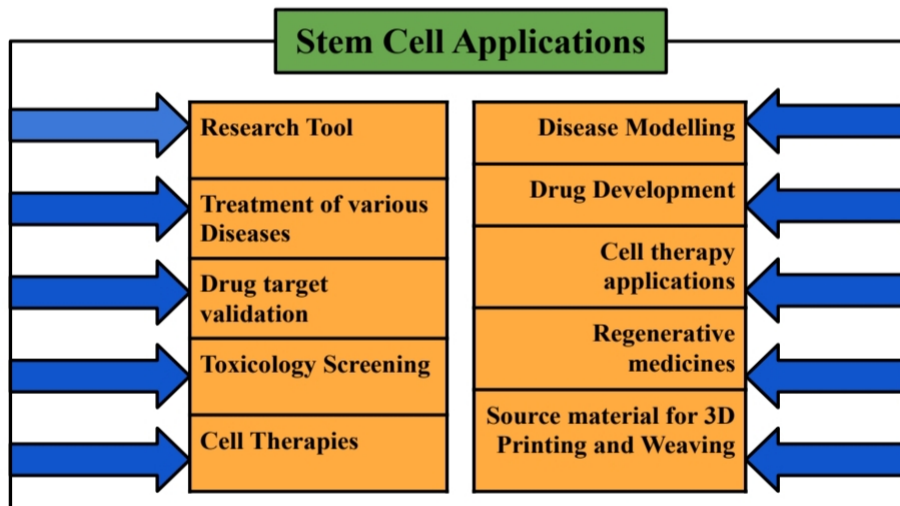 Stem Cell Applications
Research Tool
Treatment of various
Diseases
Drug target
validation
Toxicology Screening
Cell Therapies
Disease Modelling
Drug Development
Cell therapy
applications
Regenerative
medicines
Source material for 3D
Printing and Weaving